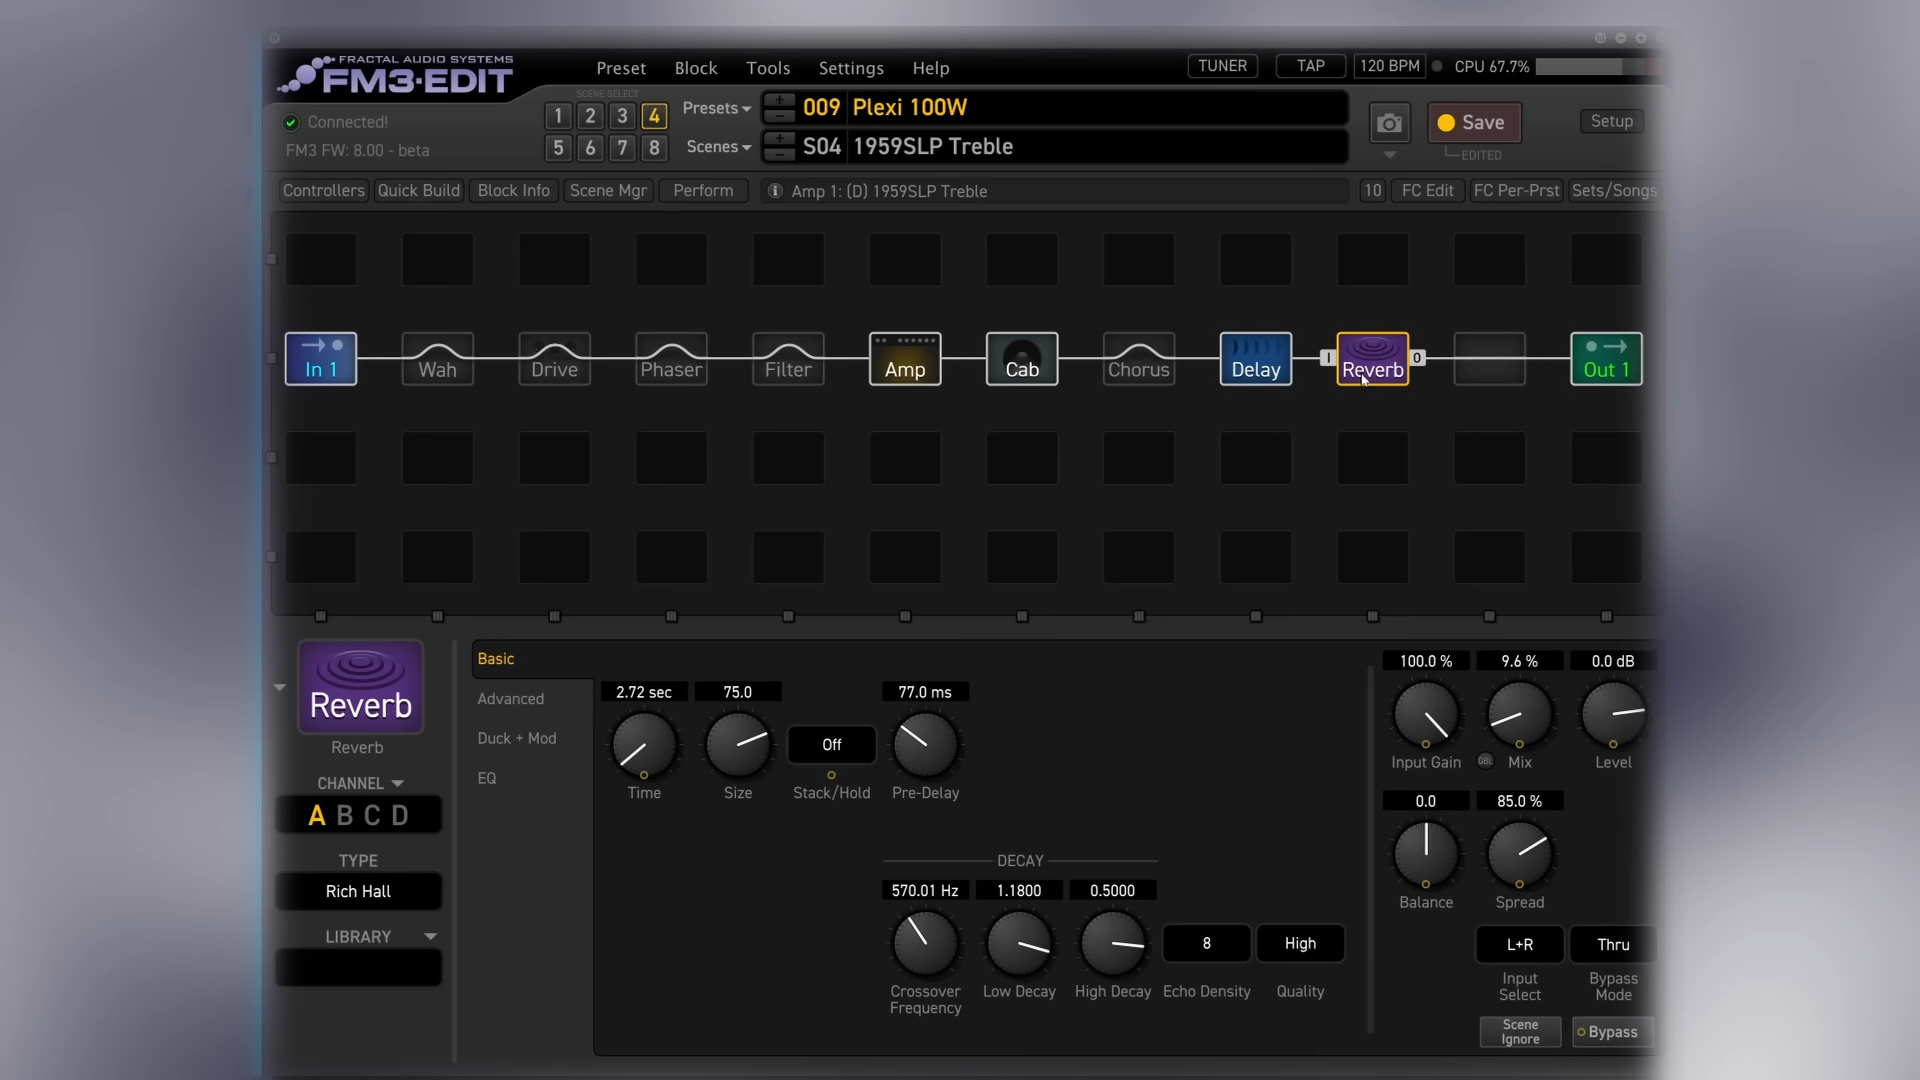 FRACTAL AUDIO SYSTEMS
FM3-EDIT
Preset Block Tools Settings Help
TUNER TAP 120 BPM CPU 67.7%
SCENE SELECT
1 2 3 4
5 6 7 8
Presets
009 Plexi 100W
Scenes
S04 1959SLP Treble
Save
EDITED
Setup
Connected!
FM3 FW: 8.00 - beta
Controllers Quick Build Block Info Scene Mgr Perform
Amp 1: (D) 1959SLP Treble
10 FC Edit FC Per-Prst Sets/Songs
In 1 Wah Drive Phaser Filter Amp Cab Chorus Delay I Reverb O Out 1
Reverb
Reverb
CHANNEL
A B C D
TYPE
Rich Hall
LIBRARY
Basic
Advanced
Duck + Mod
EQ
2.72 sec 75.0 77.0 ms
Off
Time Size Stack/Hold Pre-Delay
DECAY
570.01 Hz 1.1800 0.5000
8 High
Crossover
Frequency
Low Decay High Decay Echo Density Quality
100.0 % 9.6 % 0.0 dB
Input Gain GBL Mix Level
0.0 85.0 %
Balance Spread
L+R Thru
Input
Select
Bypass
Mode
Scene
Ignore
Bypass